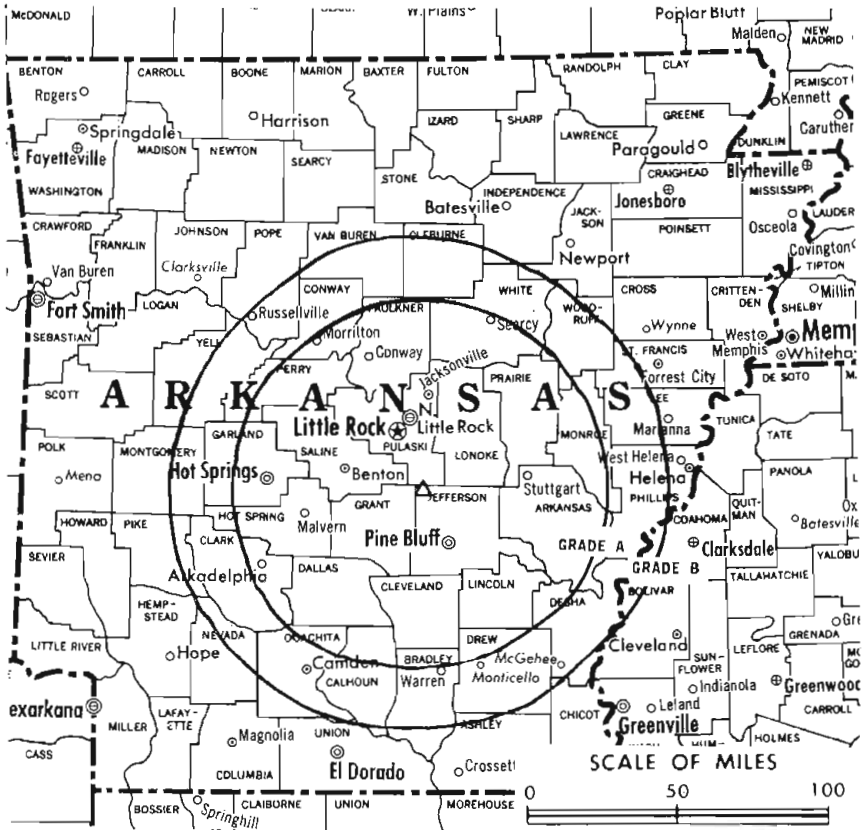 McDONALD
W. Plains
Poplar Bluff
Malden
NEW MADRID
BENTON
CARROLL
BOONE
MARION
BAXTER
FULTON
RANDOLPH
CLAY
PEMISCOT
Rogers
Kennett
Springdale
Harrison
IZARD
SHARP
GREENE
Caruther
Fayetteville
MADISON
NEWTON
SEARCY
LAWRENCE
Paragould
DUNKLIN
STONE
CRAIGHEAD
Blytheville
WASHINGTON
INDEPENDENCE
Jonesboro
MISSISSIPPI
Batesville
JACK-
SON
Osceola
LAUDER
CRAWFORD
FRANKLIN
JOHNSON
POPE
VAN BUREN
CLEBURNE
POINSETT
Newport
Covington
TIPTON
Van Buren
Clarksville
CONWAY
WHITE
CROSS
CRITTEN-
DEN
Millin
Fort Smith
LOGAN
Russellville
FAULKNER
WOOD-
RUFF
SHELBY
SEBASTIAN
YELL
Morrilton
Searcy
Wynne
West
Memphis
Memp
Conway
ST. FRANCIS
Whiteha
PERRY
Jacksonville
PRAIRIE
Forrest City
DE SOTO
SCOTT
ARKANSAS
LEE
Marianna
TUNICA
N.
Little Rock
Little Rock
PULASKI
POLK
MONTGOMERY
GARLAND
SALINE
LONOKE
MONROE
TATE
Mena
Hot Springs
Benton
West Helena
Helena
PANOLA
Stuttgart
PHILLIPS
GRANT
JEFFERSON
ARKANSAS
QUIT-
MAN
HOWARD
PIKE
HOT SPRING
Malvern
COAHOMA
Batesville
Pine Bluff
SEVIER
CLARK
GRADE A
Clarksdale
YALOBU
Arkadelphia
DALLAS
GRADE B
TALLAHATCHIE
CLEVELAND
LINCOLN
DESHA
BOLIVAR
HEMP-
STEAD
NEVADA
OUACHITA
DREW
LITTLE RIVER
Cleveland
LEFLORE
GRENADA
Hope
BRADLEY
McGehee
SUN-
FLOWER
Camden
CALHOUN
Warren
Monticello
Indianola
Greenwood
exarkana
MILLER
LAFAY-
ETTE
CHICOT
Leland
Greenville
CARROLL
Magnolia
UNION
ASHLEY
HOLMES
CASS
El Dorado
Crossett
COLUMBIA
SCALE OF MILES
BOSSIER
Springhill
CLAIBORNE
UNION
MOREHOUSE
0 50 100